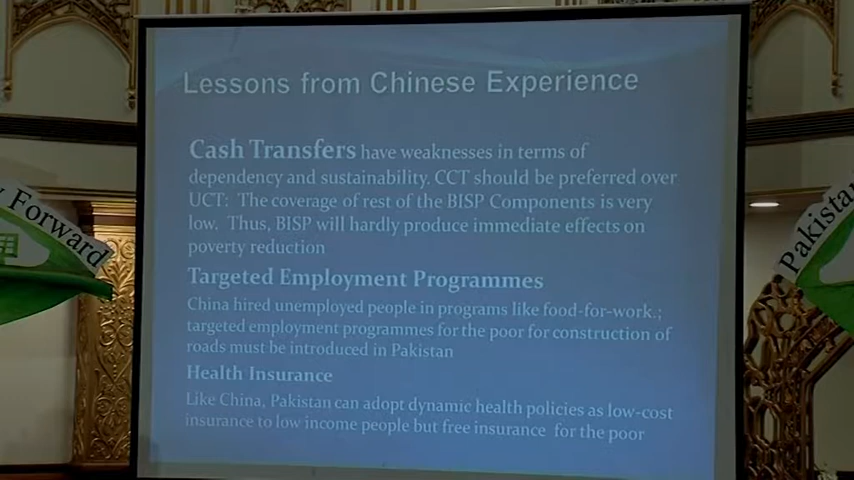 Lessons from Chinese Experience
Cash Transfers have weaknesses in terms of
dependency and sustainability. CCT should be preferred over
UCT: The coverage of rest of the BISP Components is very
low. Thus, BISP will hardly produce immediate effects on
poverty reduction
Targeted Employment Programmes
China hired unemployed people in programs like food-for-work.;
targeted employment programmes for the poor for construction of
roads must be introduced in Pakistan
Health Insurance
Like China, Pakistan can adopt dynamic health policies as low-cost
insurance to low income people but free insurance for the poor
Forward
Pakistan